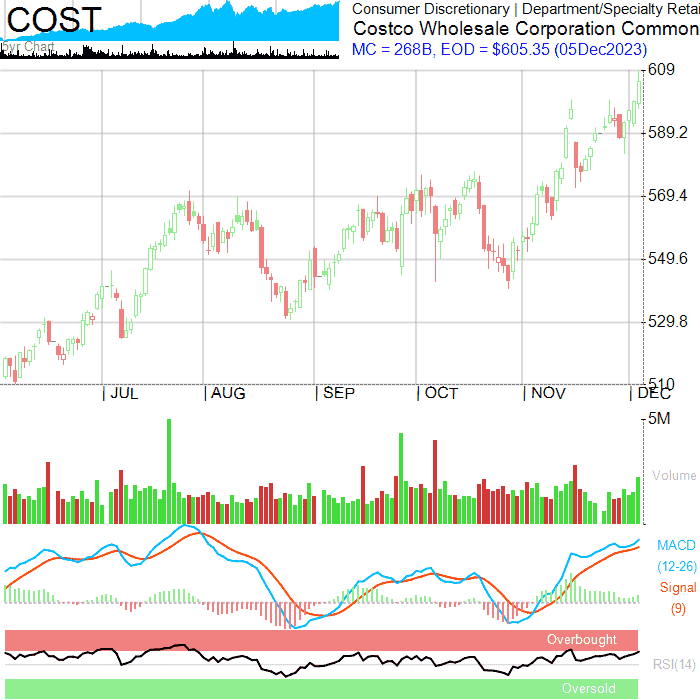 COST
5yr Chart
Consumer Discretionary | Department/Specialty Retai
Costco Wholesale Corporation Common
MC = 268B, EOD = $605.35 (05Dec2023)
609
589.2
569.4
549.6
529.8
510
| JUL | AUG | SEP | OCT | NOV | DEC
5M
Volume
MACD
(12-26)
Signal
(9)
Overbought
RSI(14)
Oversold